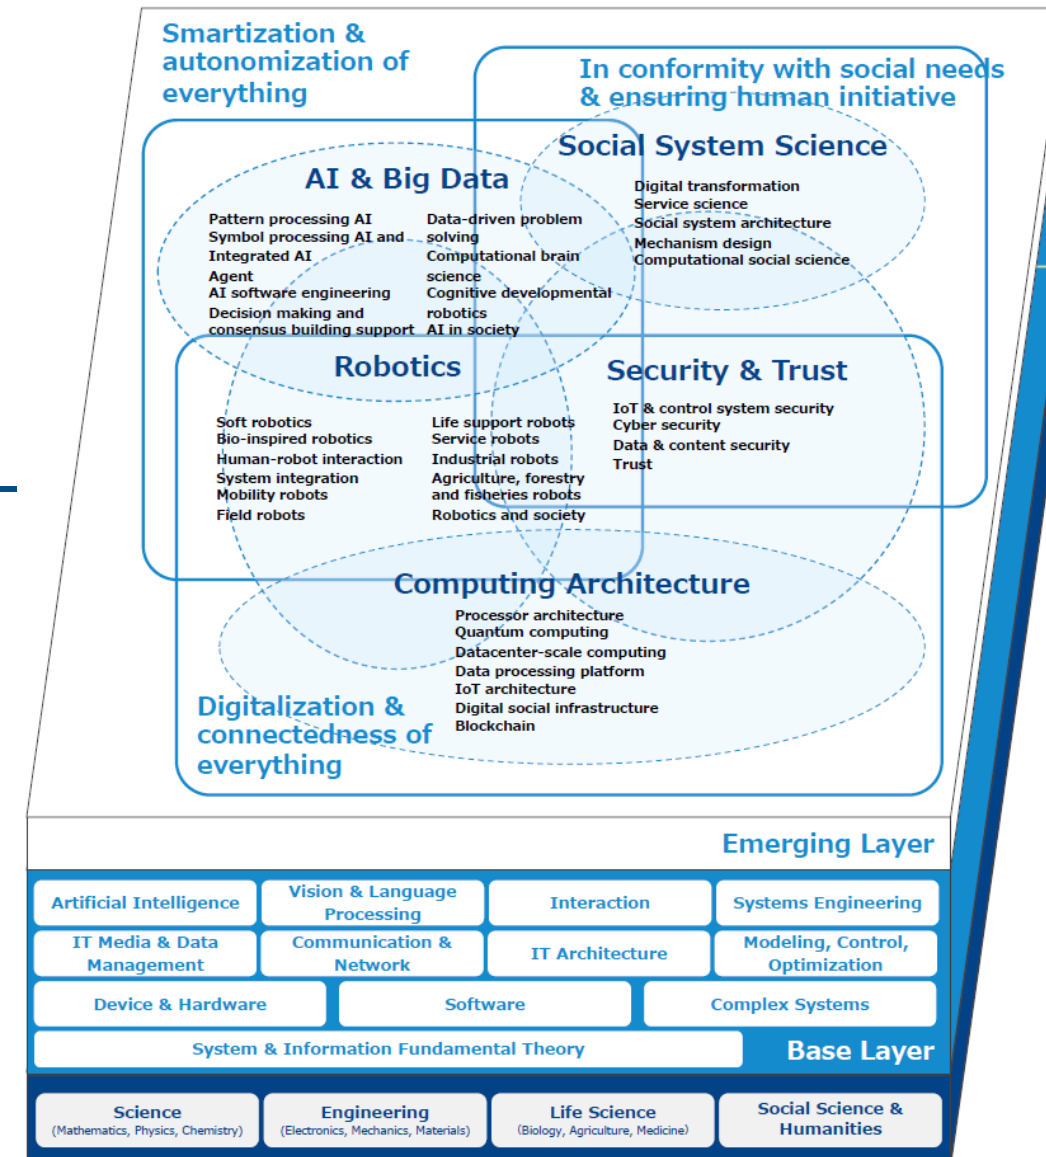 Smartization &
autonomization of
everything
In conformity with social needs
& ensuring human initiative
AI & Big Data
Pattern processing AI
Symbol processing AI and
Integrated AI
Agent
AI software engineering
Decision making and
consensus building support
Data-driven problem
solving
Computational brain
science
Cognitive developmental
robotics
AI in society
Social System Science
Digital transformation
Service science
Social system architecture
Mechanism design
Computational social science
Robotics
Soft robotics
Bio-inspired robotics
Human-robot interaction
System integration
Mobility robots
Field robots
Life support robots
Service robots
Industrial robots
Agriculture, forestry
and fisheries robots
Robotics and society
Security & Trust
IoT & control system security
Cyber security
Data & content security
Trust
Computing Architecture
Processor architecture
Quantum computing
Datacenter-scale computing
Data processing platform
IoT architecture
Digital social infrastructure
Blockchain
Digitalization &
connectedness of
everything
Emerging Layer
Artificial Intelligence
Vision & Language
Processing
Interaction
Systems Engineering
IT Media & Data
Management
Communication &
Network
IT Architecture
Modeling, Control,
Optimization
Device & Hardware
Software
Complex Systems
System & Information Fundamental Theory
Base Layer
Science
(Mathematics, Physics, Chemistry)
Engineering
(Electronics, Mechanics, Materials)
Life Science
(Biology, Agriculture, Medicine)
Social Science &
Humanities